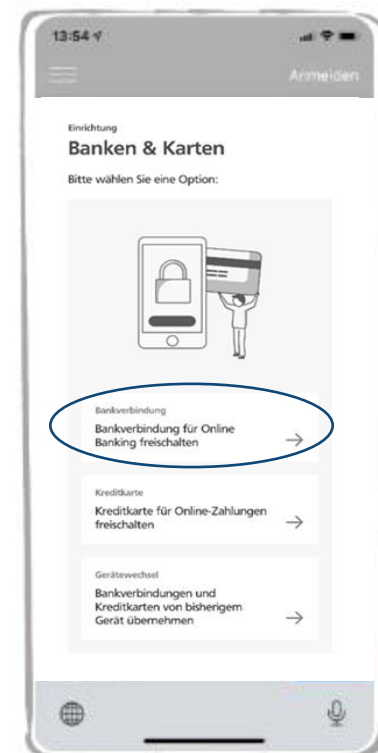 13:54
Anmelden
Einrichtung
Banken & Karten
Bitte wählen Sie eine Option:
Bankverbindung
Bankverbindung für Online
Banking freischalten
Kreditkarte
Kreditkarte für Online-Zahlungen
freischalten
Gerätewechsel
Bankverbindungen und
Kreditkarten von bisherigem
Gerät übernehmen